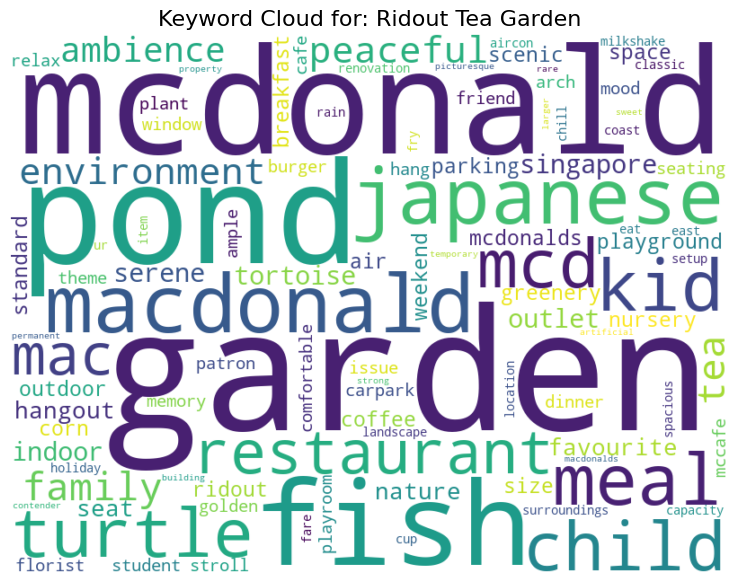 Keyword Cloud for: Ridout Tea Garden
relax ambience peaceful aircon scenic milkshake space classic
property cafe renovation picturesque rare
mcdonald
breakfast plant window rain friend arch mood coast chill larger sweet fry
environment burger hang parking singapore seating
pond japanese
standard ur item ample weekend mcdonalds eat east playground setup
theme serene tortoise air temporary mcd kid
macdonald greenery outlet nursery artificial
permanent mac garden tea
outdoor patron comfortable issue strong carpark location spacious
hangout memory coffee landscape dinner
corn indoor restaurant favourite macdonalds mccafe
holiday building family ridout golden seat nature size meal
contender turtle fare playroom fish cup surroundings capacity
florist student stroll child